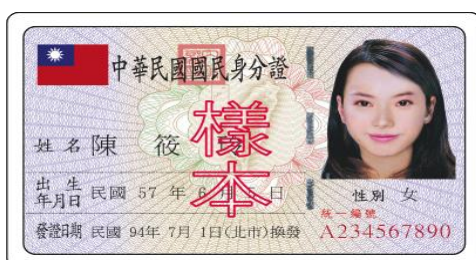 中華民國國民身分證
樣本
姓名 陳 筱
出生年月日 民國 57 年 6 月 日
性別 女
統一編號
發證日期 民國 94年 7月 1日(北市)換發
A234567890